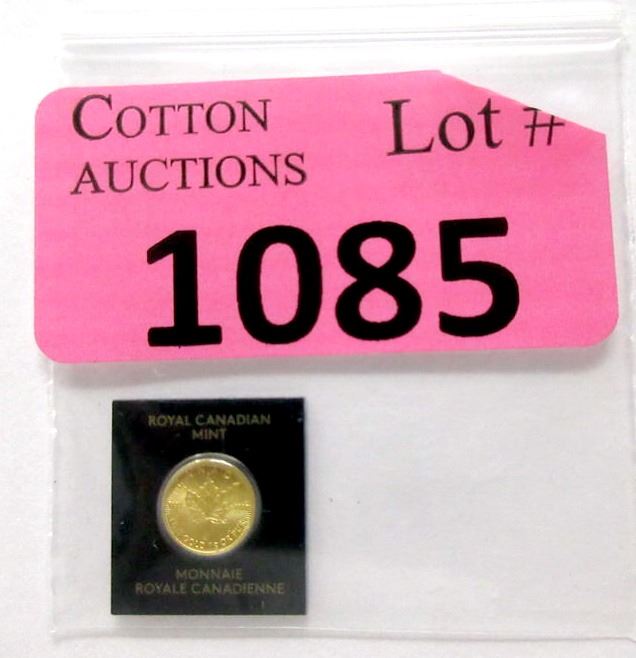 COTTON
AUCTIONS
Lot #
1085
ROYAL CANADIAN
MINT
MONNAIE
ROYALE CANADIENNE